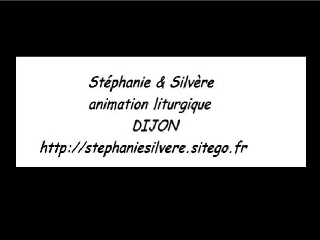 Stéphanie & Silvère
animation liturgique
DIJON
http://stephaniesilvere.sitego.fr